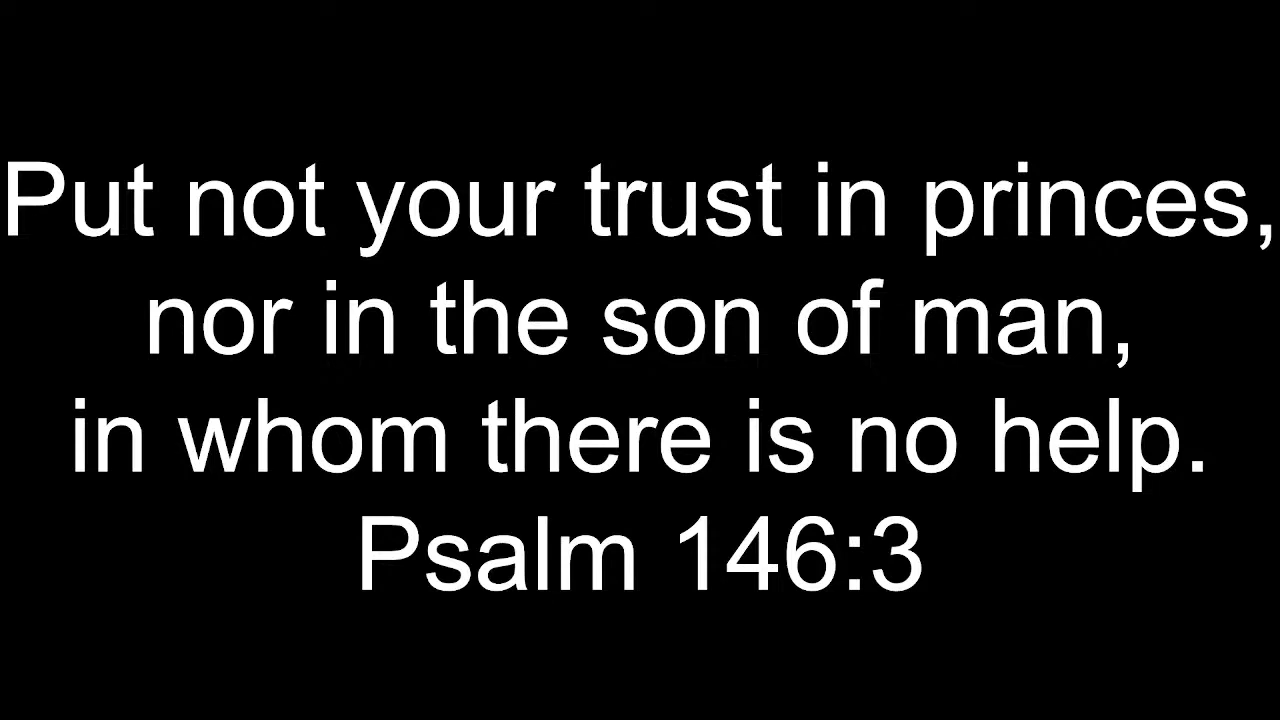 Put not your trust in princes,
nor in the son of man,
in whom there is no help.
Psalm 146:3